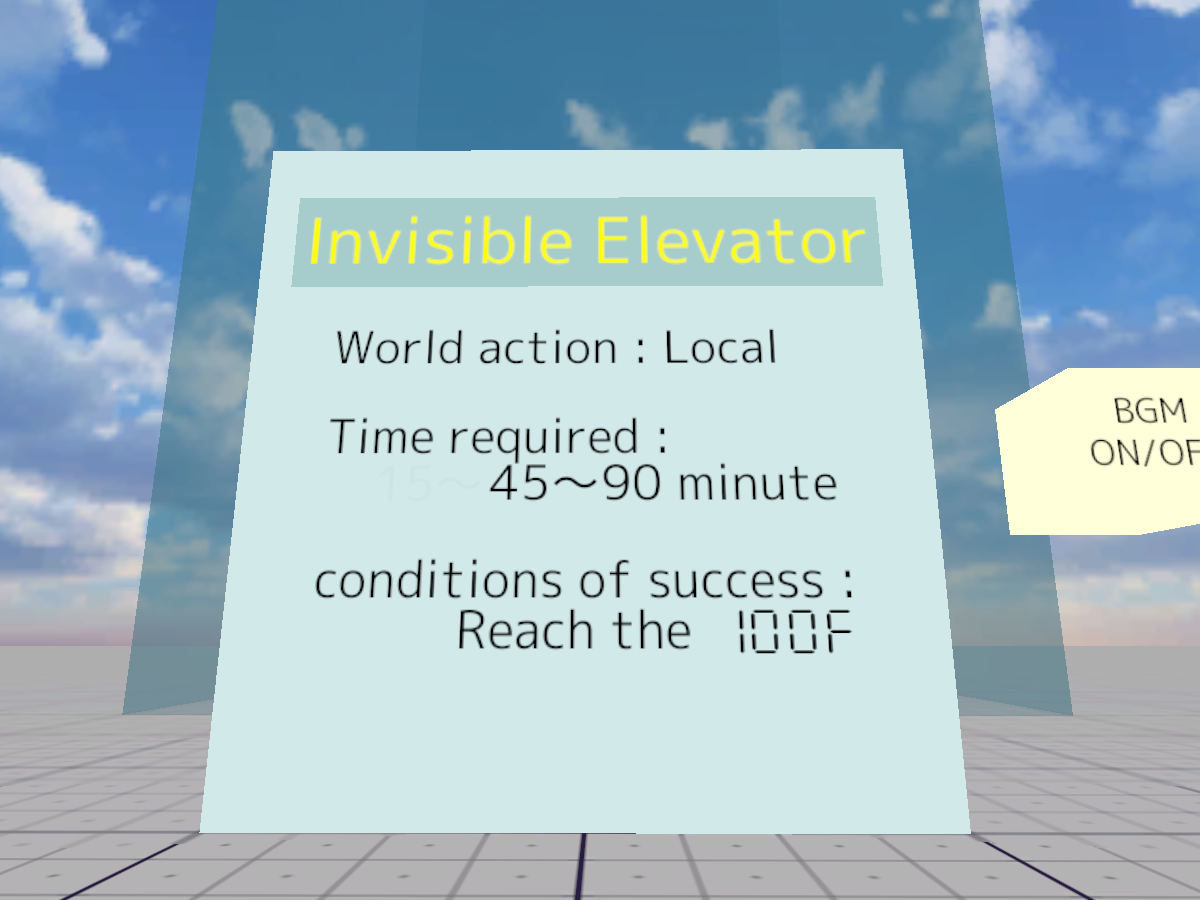 Invisible Elevator
World action : Local
Time required :
15～45～90 minute
conditions of success :
Reach the 100F
BGM
ON/OF